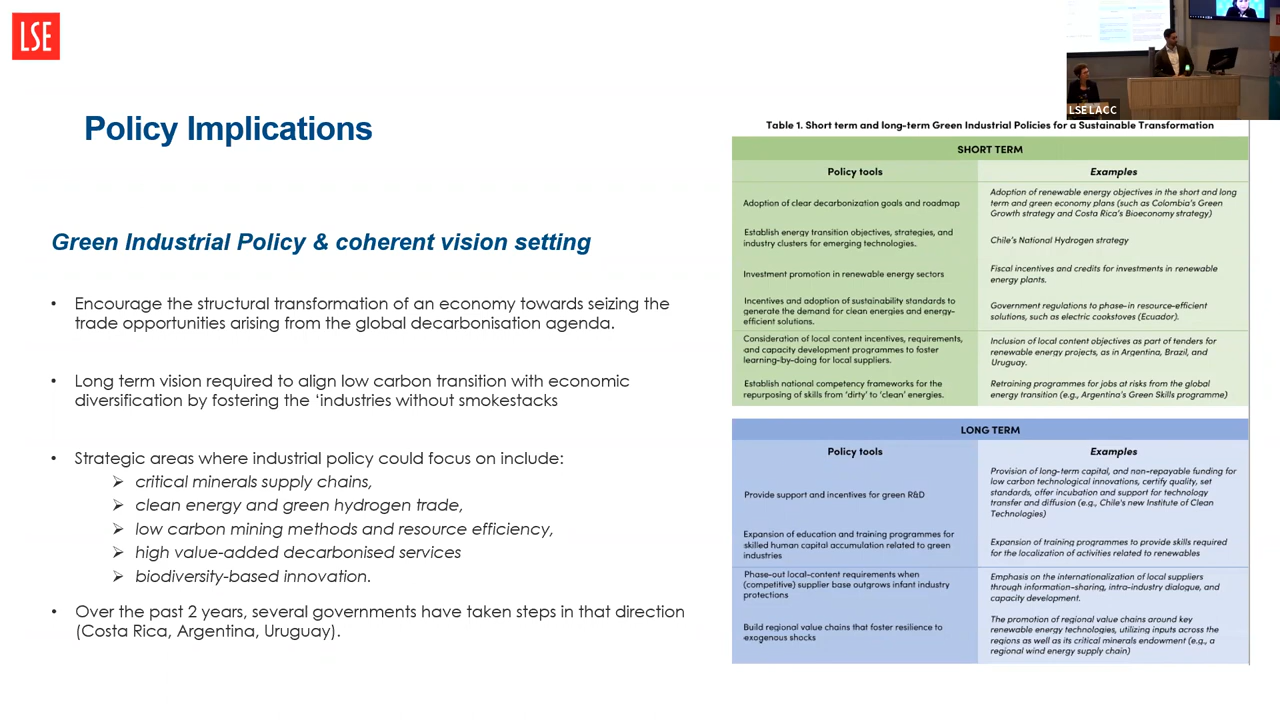 LSE
LSE LACC
Policy Implications
Green Industrial Policy & coherent vision setting
• Encourage the structural transformation of an economy towards seizing the
trade opportunities arising from the global decarbonisation agenda.
• Long term vision required to align low carbon transition with economic
diversification by fostering the ‘industries without smokestacks
• Strategic areas where industrial policy could focus on include:
➢ critical minerals supply chains,
➢ clean energy and green hydrogen trade,
➢ low carbon mining methods and resource efficiency,
➢ high value-added decarbonised services
➢ biodiversity-based innovation.
• Over the past 2 years, several governments have taken steps in that direction
(Costa Rica, Argentina, Uruguay).
Table 1. Short term and long-term Green Industrial Policies for a Sustainable Transformation
SHORT TERM
Policy tools
Examples
Adoption of clear decarbonization goals and roadmap
Adoption of renewable energy objectives in the short and long
term and green economy plans (such as Colombia's Green
Growth strategy and Costa Rica's Bioeconomy strategy)
Establish energy transition objectives, strategies, and
industry clusters for emerging technologies.
Chile's National Hydrogen strategy
Investment promotion in renewable energy sectors
Fiscal incentives and credits for investments in renewable
energy plants.
Incentives and adoption of sustainability standards to
generate the demand for clean energies and energy-
efficient solutions.
Government regulations to phase-in resource-efficient
solutions, such as electric cookstoves (Ecuador).
Consideration of local content incentives, requirements,
and capacity development programmes to foster
learning-by-doing for local suppliers.
Inclusion of local content objectives as part of tenders for
renewable energy projects, as in Argentina, Brazil, and
Uruguay.
Establish national competency frameworks for the
repurposing of skills from 'dirty' to 'clean' energies.
Retraining programmes for jobs at risks from the global
energy transition (e.g., Argentina's Green Skills programme)
LONG TERM
Policy tools
Examples
Provide support and incentives for green R&D
Provision of long-term capital, and non-repayable funding for
low carbon technological innovations, certify quality, set
standards, offer incubation and support for technology
transfer and diffusion (e.g., Chile's new Institute of Clean
Technologies)
Expansion of education and training programmes for
skilled human capital accumulation related to green
industries
Expansion of training programmes to provide skills required
for the localization of activities related to renewables
Phase-out local-content requirements when
(competitive) supplier base outgrows infant industry
protections
Emphasis on the internationalization of local suppliers
through information-sharing, intra-industry dialogue, and
capacity development.
Build regional value chains that foster resilience to
exogenous shocks
The promotion of regional value chains around key
renewable energy technologies, utilizing inputs across the
regions as well as its critical minerals endowment (e.g., a
regional wind energy supply chain)